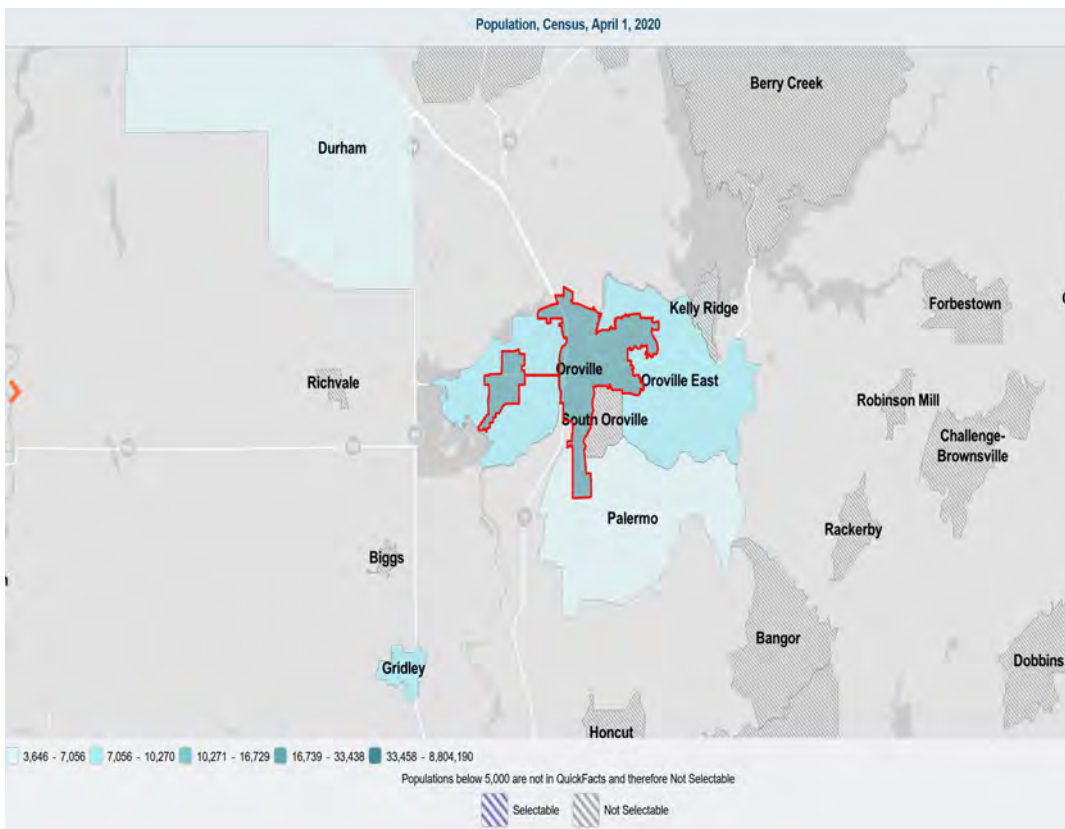 Population, Census, April 1, 2020
Berry Creek
Durham
Kelly Ridge
Forbestown
Oroville
Oroville East
Richvale
Robinson Mill
South Oroville
Challenge-
Brownsville
Palermo
Rackerby
Biggs
Bangor
Gridley
Dobbins
Honcut
3,646 - 7,056 7,056 - 10,270 10,271 - 16,729 16,739 - 33,438 33,458 - 8,804,190
Populations below 5,000 are not in QuickFacts and therefore Not Selectable
Selectable Not Selectable